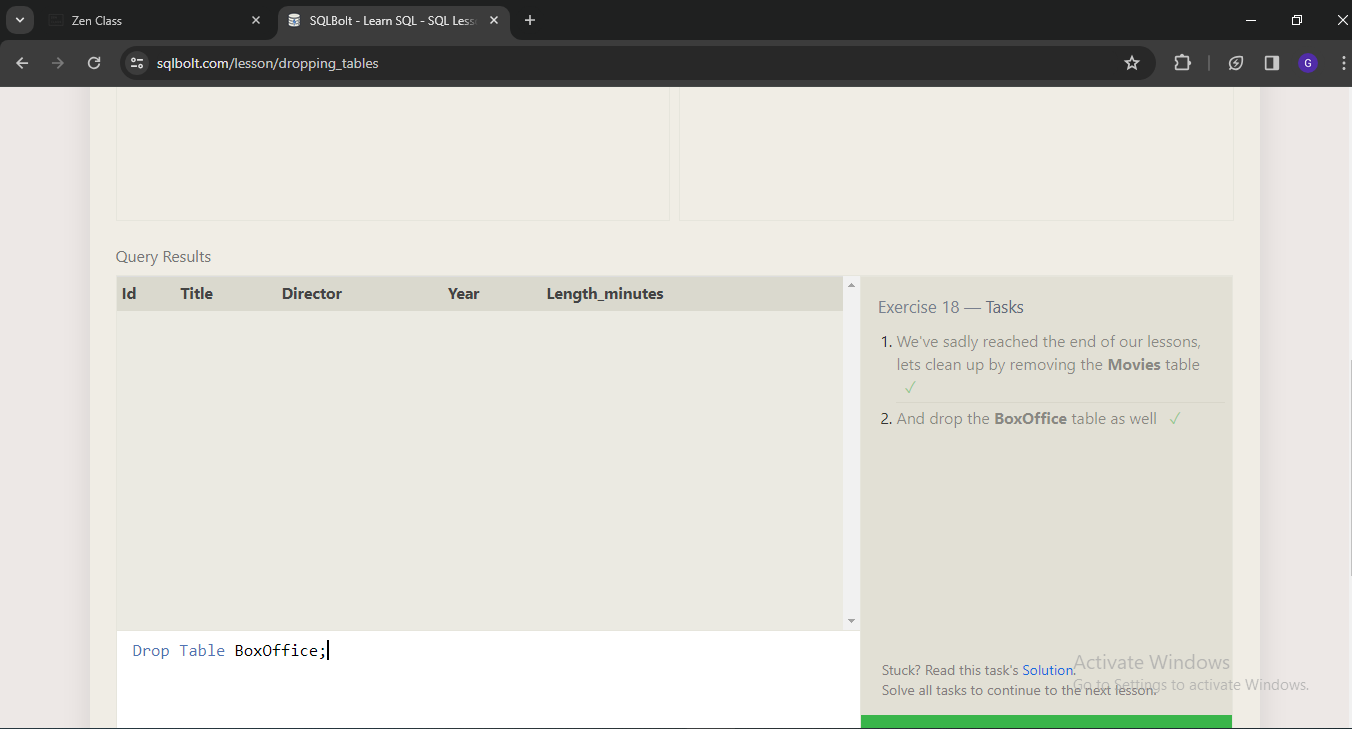 Zen Class
SQLBolt - Learn SQL - SQL Less
sqlbolt.com/lesson/dropping_tables
G
Query Results
Id Title Director Year Length_minutes
Exercise 18 — Tasks
1. We've sadly reached the end of our lessons,
lets clean up by removing the Movies table
✓
2. And drop the BoxOffice table as well ✓
Drop Table BoxOffice;
Stuck? Read this task's Solution.
Solve all tasks to continue to the next lesson.
Activate Windows
Go to Settings to activate Windows.